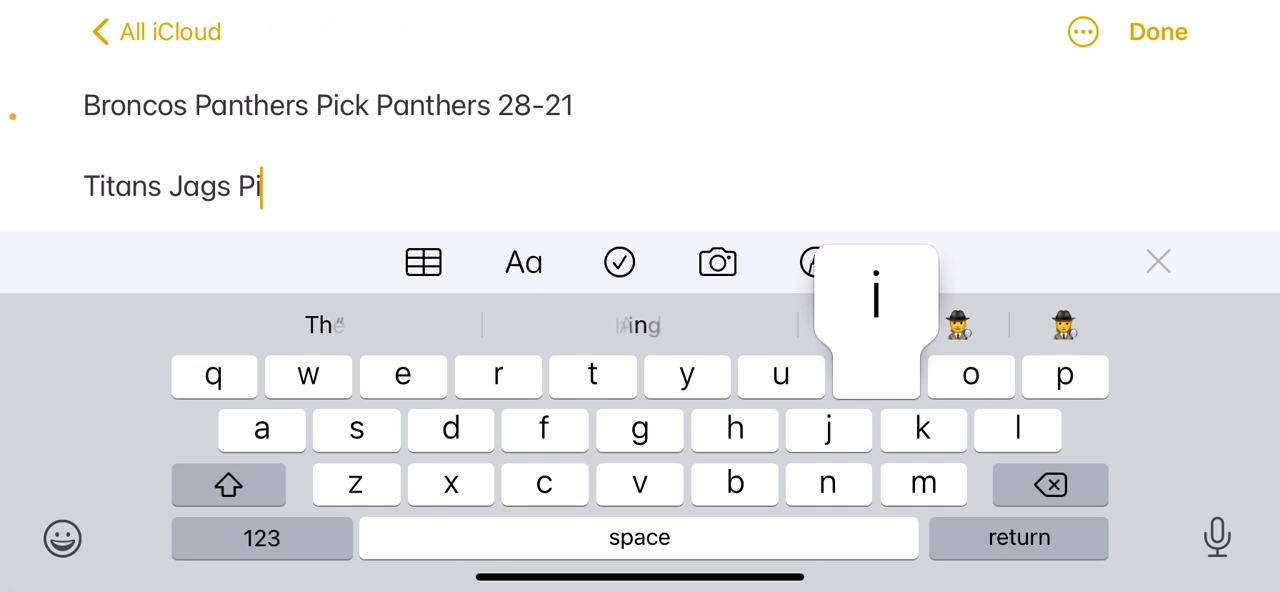 All iCloud
Done
Broncos Panthers Pick Panthers 28-21
Titans Jags Pi
Aa
i
q w e r t y u o p
a s d f g h j k l
z x c v b n m
123 space return